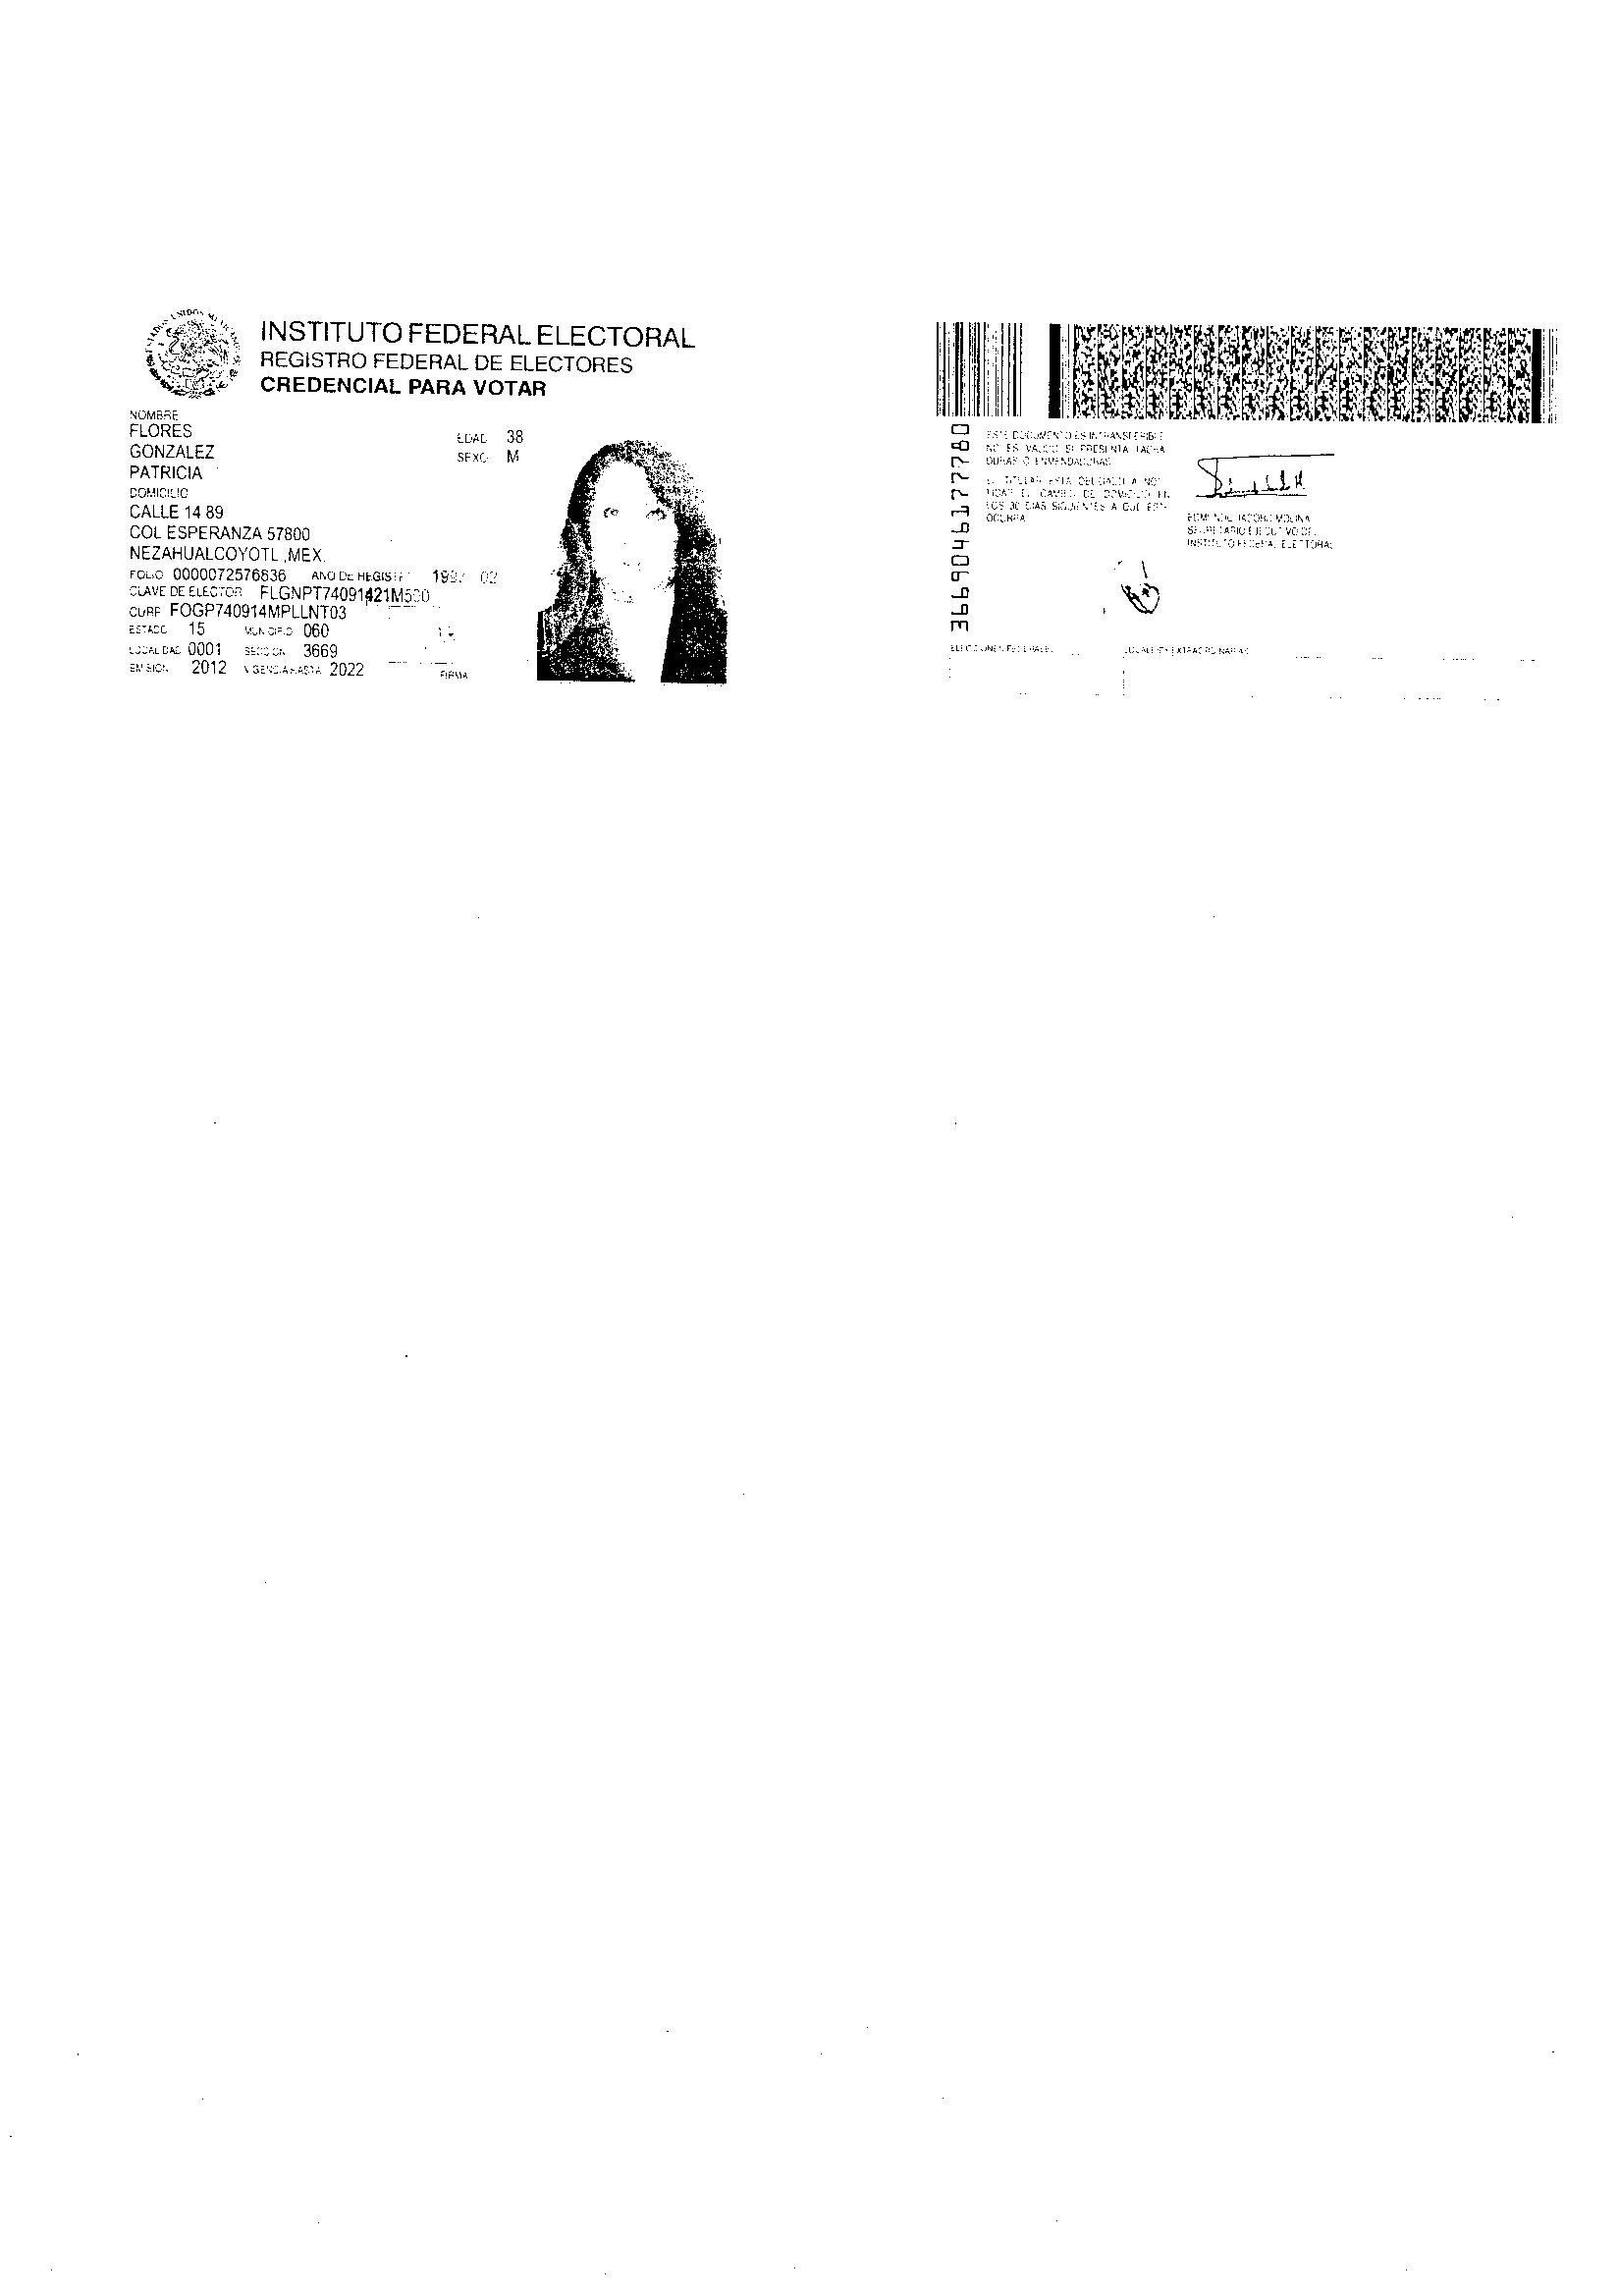 ESTADOS UNIDOS MEXICANOS
INSTITUTO FEDERAL ELECTORAL
REGISTRO FEDERAL DE ELECTORES
CREDENCIAL PARA VOTAR
NOMBRE
FLORES
GONZALEZ
PATRICIA
EDAD 38
SEXO M
DOMICILIO
CALLE 14 89
COL ESPERANZA 57800
NEZAHUALCOYOTL ,MEX.
FOLIO 0000072576836 AÑO DE REGISTRO 02
CLAVE DE ELECTOR
CURP FOGP740914MPLLNT03
ESTADO 15 MUNICIPIO 060
LOCALIDAD 0001 SECCION 3669
EMISION 2012 VIGENCIA HASTA 2022
FIRMA
3669046177780
ESTE DOCUMENTO ES INTRANSFERIBLE
NO ES VALIDO SI PRESENTA TACHA
DURAS O ENMENDADURAS
EL TITULAR ESTA OBLIGADO A NOTI
FICAR EL CAMBIO DE DOMICILIO EN
LOS 30 DIAS SIGUIENTES A QUE ESTE
OCURRA
EDMUNDO JACOBO MOLINA
SECRETARIO EJECUTIVO DEL
INSTITUTO FEDERAL ELECTORAL
ELECCIONES FEDERALES
LOCALES Y EXTRAORDINARIAS